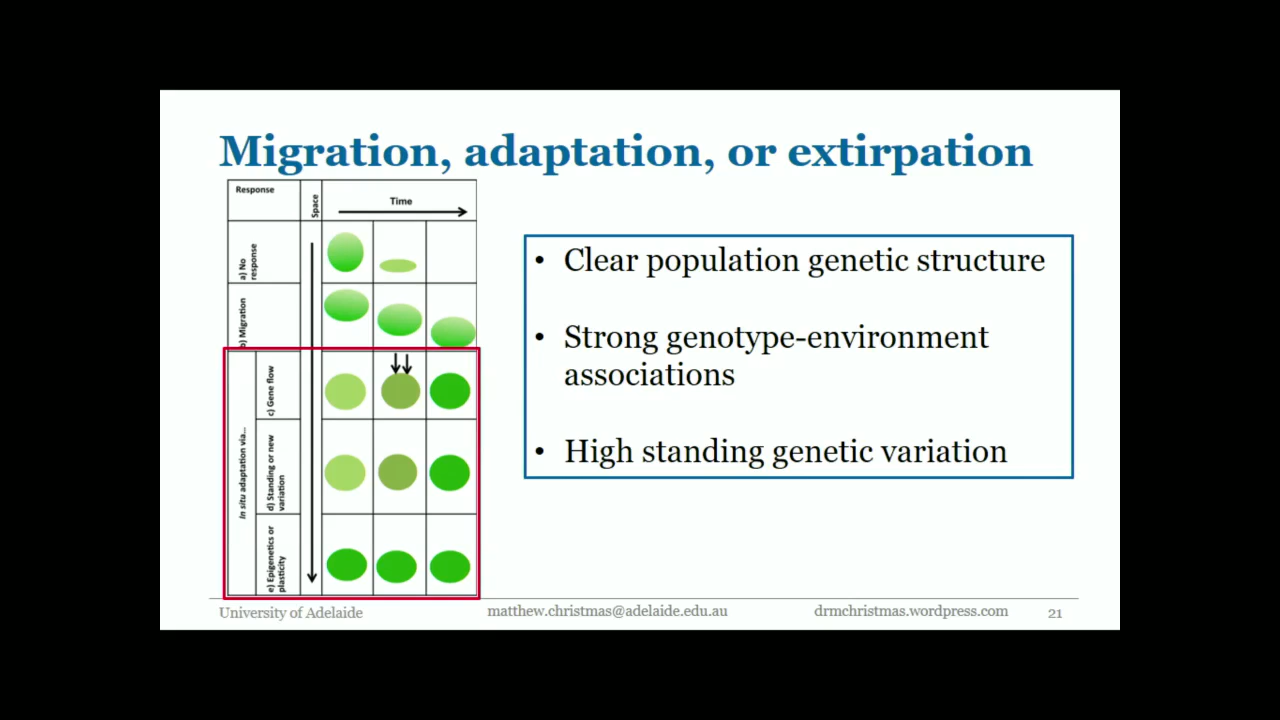 Migration, adaptation, or extirpation
Response
Space
Time
a) No
response
b) Migration
In situ adaptation via...
c) Gene flow
d) Standing or new
variation
e) Epigenetics or
plasticity
• Clear population genetic structure
• Strong genotype-environment
associations
• High standing genetic variation
University of Adelaide
matthew.christmas@adelaide.edu.au
drmchristmas.wordpress.com
21